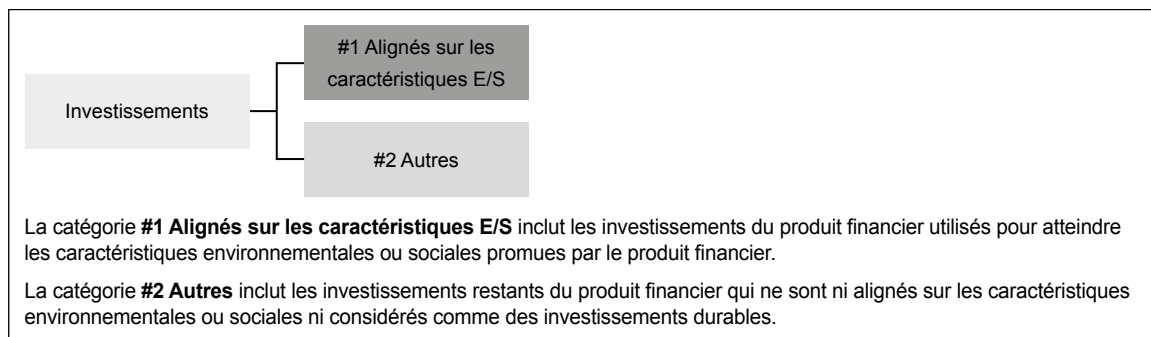 #1 Alignés sur les
caractéristiques E/S
Investissements
#2 Autres
La catégorie #1 Alignés sur les caractéristiques E/S inclut les investissements du produit financier utilisés pour atteindre
les caractéristiques environnementales ou sociales promues par le produit financier.
La catégorie #2 Autres inclut les investissements restants du produit financier qui ne sont ni alignés sur les caractéristiques
environnementales ou sociales ni considérés comme des investissements durables.